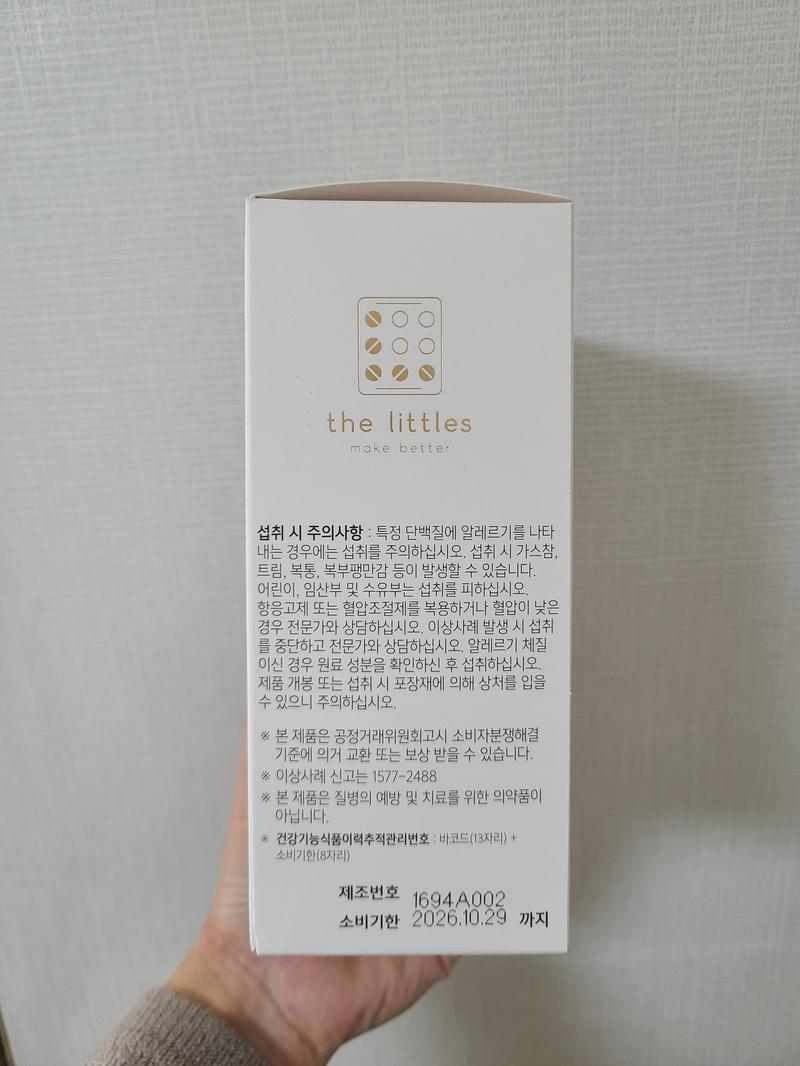 the littles
make better
섭취 시 주의사항 : 특정 단백질에 알레르기를 나타
내는 경우에는 섭취를 주의하십시오. 섭취 시 가스참,
트림, 복통, 복부팽만감 등이 발생할 수 있습니다.
어린이, 임산부 및 수유부는 섭취를 피하십시오.
항응고제 또는 혈압조절제를 복용하거나 혈압이 낮은
경우 전문가와 상담하십시오. 이상사례 발생 시 섭취
를 중단하고 전문가와 상담하십시오. 알레르기 체질
이신 경우 원료 성분을 확인하신 후 섭취하십시오.
제품 개봉 또는 섭취 시 포장재에 의해 상처를 입을
수 있으니 주의하십시오.
※ 본 제품은 공정거래위원회고시 소비자분쟁해결
기준에 의거 교환 또는 보상 받을 수 있습니다.
※ 이상사례 신고는 1577-2488
※ 본 제품은 질병의 예방 및 치료를 위한 의약품이
아닙니다.
※ 건강기능식품이력추적관리번호 : 바코드(13자리) +
소비기한(8자리)
제조번호 1694A002
소비기한 2026.10.29 까지